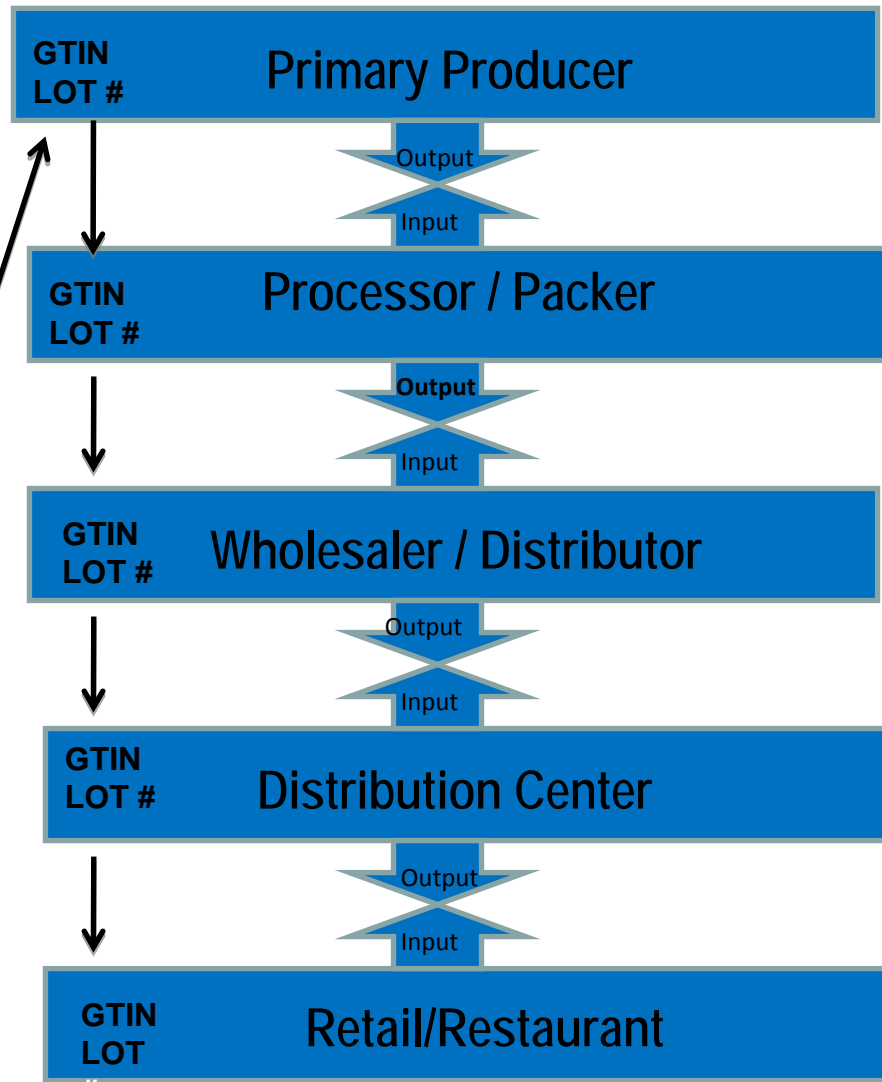 GTIN
LOT #
Primary Producer
Output
Input
GTIN
LOT #
Processor / Packer
Output
Input
GTIN
LOT #
Wholesaler / Distributor
Output
Input
GTIN
LOT #
Distribution Center
Output
Input
GTIN
LOT
#
Retail/Restaurant